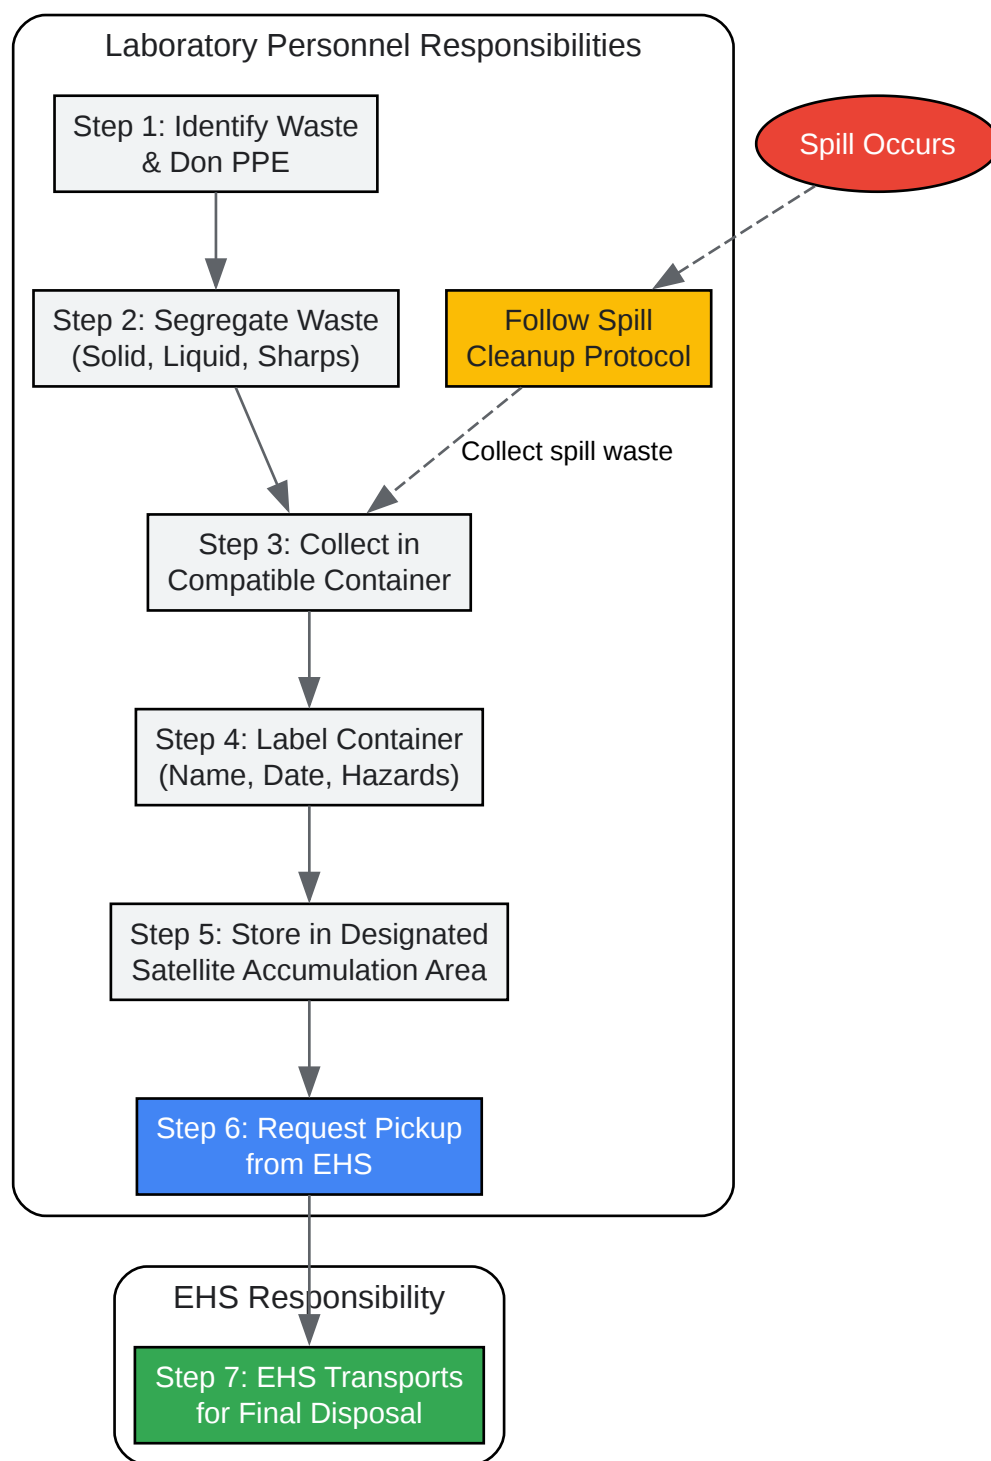 Laboratory Personnel Responsibilities
Step 1: Identify Waste
& Don PPE
Spill Occurs
Step 2: Segregate Waste
(Solid, Liquid, Sharps)
Follow Spill
Cleanup Protocol
Collect spill waste
Step 3: Collect in
Compatible Container
Step 4: Label Container
(Name, Date, Hazards)
Step 5: Store in Designated
Satellite Accumulation Area
Step 6: Request Pickup
from EHS
EHS Responsibility
Step 7: EHS Transports
for Final Disposal